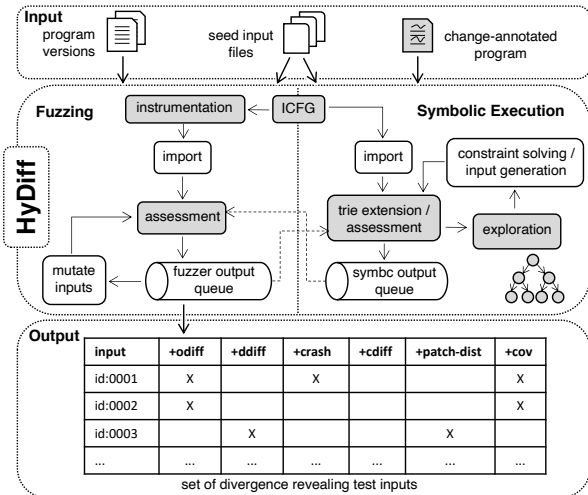 Input
program versions
seed input files
change-annotated program
Fuzzing
instrumentation
ICFG
Symbolic Execution
HyDiff
import
import
constraint solving / input generation
assessment
trie extension / assessment
exploration
mutate inputs
fuzzer output queue
symbc output queue
Output
input +odiff +ddiff +crash +cdiff +patch-dist +cov
id:0001 X X X
id:0002 X X
id:0003 X X
... ... ... ... ... ... ...
set of divergence revealing test inputs